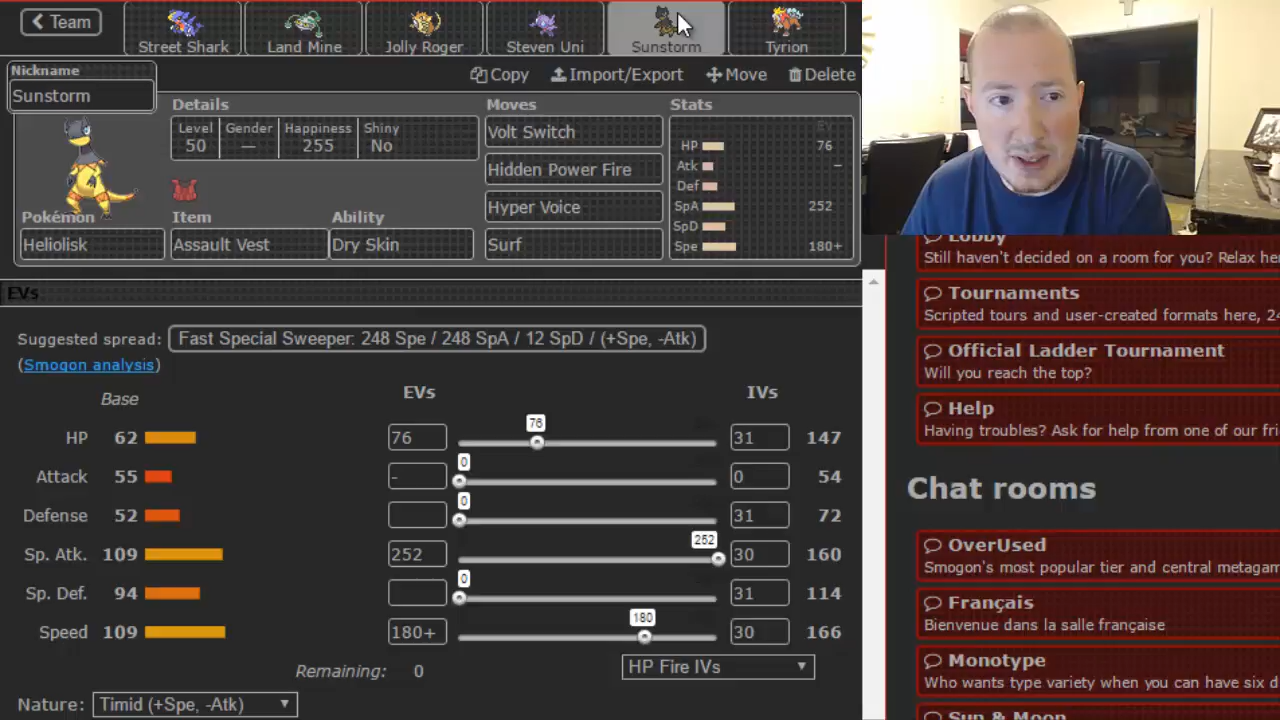 Team
Street Shark
Land Mine
Jolly Roger
Steven Uni
Sunstorm
Tyrion
Copy
Import/Export
Move
Delete
Nickname
Sunstorm
Details
Moves
Stats
Level
Gender
Happiness
Shiny
50
—
255
No
Volt Switch
Hidden Power Fire
Hyper Voice
Surf
EV
HP 76
Atk –
Def
SpA 252
SpD
Spe 180+
Pokémon
Item
Ability
Heliolisk
Assault Vest
Dry Skin
EVs
Suggested spread: Fast Special Sweeper: 248 Spe / 248 SpA / 12 SpD / (+Spe, -Atk)
(Smogon analysis)
Base EVs IVs
HP 62 76 76 31 147
Attack 55 - 0 0 54
Defense 52 0 31 72
Sp. Atk. 109 252 252 30 160
Sp. Def. 94 0 31 114
Speed 109 180+ 180 30 166
Remaining: 0
HP Fire IVs
Nature: Timid (+Spe, -Atk)
Lobby
Still haven't decided on a room for you? Relax he
Tournaments
Scripted tours and user-created formats here, 24
Official Ladder Tournament
Will you reach the top?
Help
Having troubles? Ask for help from one of our fri
Chat rooms
OverUsed
Smogon's most popular tier and central metagam
Français
Bienvenue dans la salle française
Monotype
Who wants type variety when you can have six d
Sun & Moon